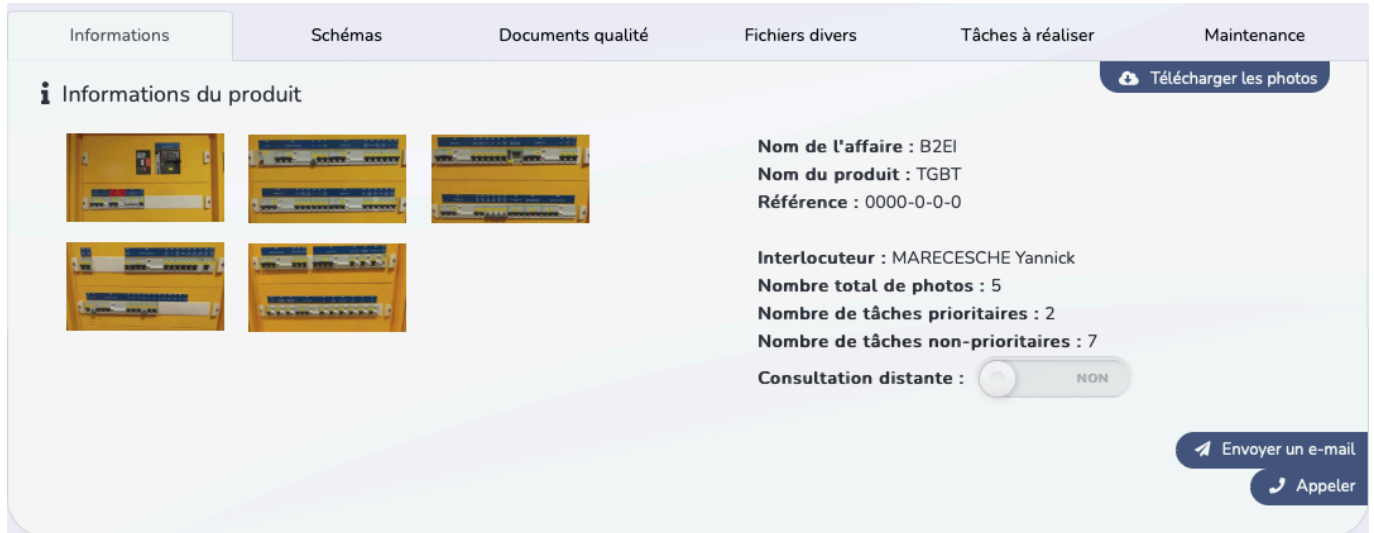 Informations
Schémas
Documents qualité
Fichiers divers
Tâches à réaliser
Maintenance
Télécharger les photos
Informations du produit
Nom de l'affaire : B2EI
Nom du produit : TGBT
Référence : 0000-0-0-0
Interlocuteur : MARECESCHE Yannick
Nombre total de photos : 5
Nombre de tâches prioritaires : 2
Nombre de tâches non-prioritaires : 7
Consultation distante : NON
Envoyer un e-mail
Appeler